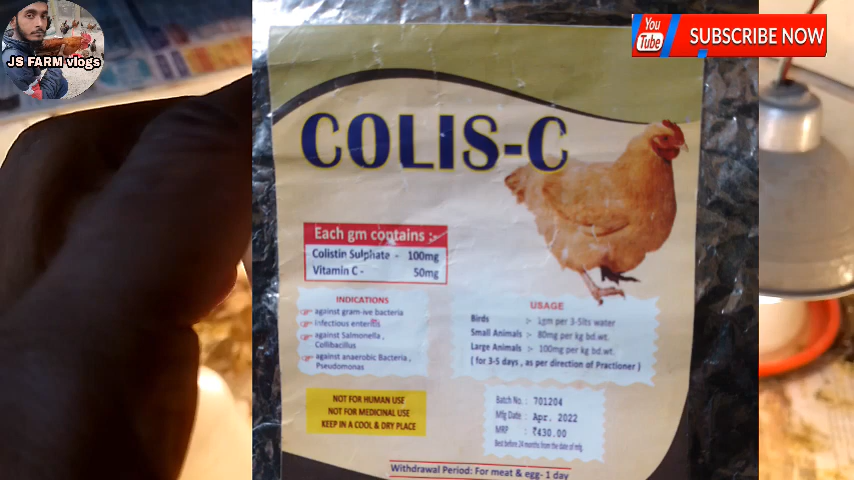 JS FARM vlogs
You
Tube
SUBSCRIBE NOW
COLIS-C
Each gm contains :-
Colistin Sulphate - 100mg
Vitamin C - 50mg
INDICATIONS
against gram-ive bacteria
Infectious enteritis
against Salmonella ,
Colibacillus
against anaerobic Bacteria ,
Pseudomonas
USAGE
Birds :- 1gm per 3-5lts water
Small Animals :- 80mg per kg bd.wt.
Large Animals :- 100mg per kg bd.wt.
( for 3-5 days , as per direction of Practioner )
NOT FOR HUMAN USE
NOT FOR MEDICINAL USE
KEEP IN A COOL & DRY PLACE
Batch No. : 701204
Mfg Date : Apr. 2022
MRP : ₹430.00
Best before 24 months from the date of mfg.
Withdrawal Period: For meat & egg- 1 day